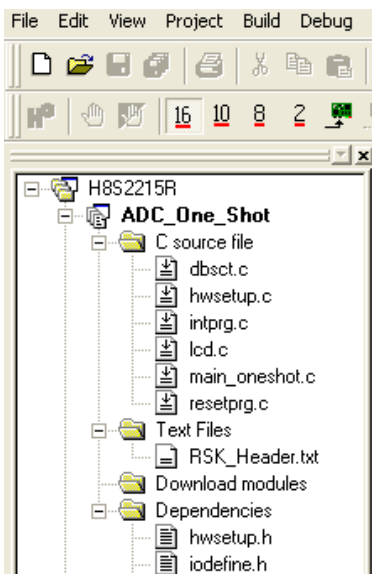 File Edit View Project Build Debug
16 10 8 2
H8S2215R
ADC_One_Shot
C source file
dbsct.c
hwsetup.c
intprg.c
lcd.c
main_oneshot.c
resetprg.c
Text Files
RSK_Header.txt
Download modules
Dependencies
hwsetup.h
iodefine.h